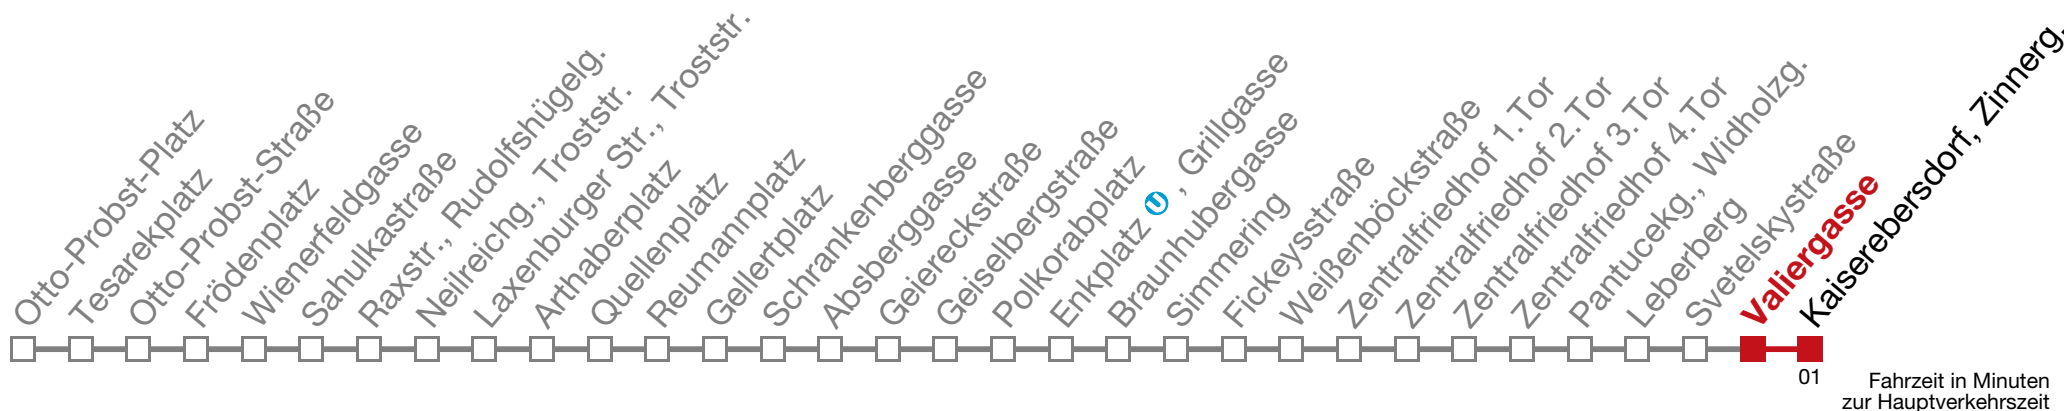 Otto-Probst-Platz
Tesarekplatz
Otto-Probst-Straße
Frödenplatz
Wienerfeldgasse
Sahulkastraße
Raxstr., Rudolfshügelg.
Neilreichg., Troststr.
Laxenburger Str., Troststr.
Arthaberplatz
Quellenplatz
Reumannplatz
Gellertplatz
Schrankenberggasse
Absberggasse
Geiereckstraße
Geiselbergstraße
Polkorabplatz
Enkplatz U, Grillgasse
Braunhubergasse
Simmering
Fickeysstraße
Weißenböckstraße
Zentralfriedhof 1.Tor
Zentralfriedhof 2.Tor
Zentralfriedhof 3.Tor
Zentralfriedhof 4.Tor
Pantucekg., Widholzg.
Leberberg
Svetelskystraße
Valiergasse
Kaiserebersdorf, Zinnerg.
01
Fahrzeit in Minuten
zur Hauptverkehrszeit